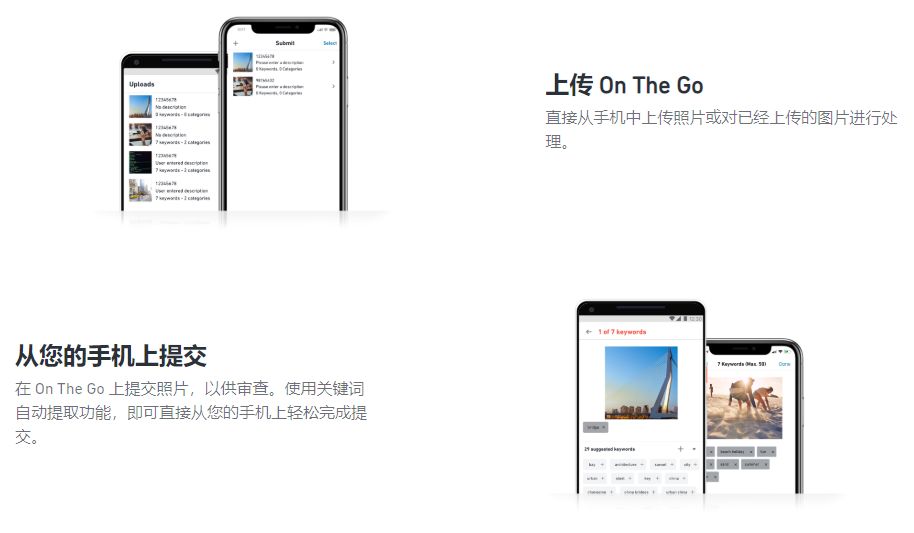 Submit
Select
12345678
Please enter a description
0 Keywords, 0 Categories
98765432
Please enter a description
0 Keywords, 0 Categories
Uploads
12345678
No description
0 keywords - 0 categories
12345678
No description
7 keywords - 2 categories
12345678
User entered description
7 keywords - 2 categories
12345678
User entered description
7 keywords - 2 categories
上传 On The Go
直接从手机中上传照片或对已经上传的图片进行处
理。
从您的手机上提交
在 On The Go 上提交照片，以供审查。使用关键词
自动提取功能，即可直接从您的手机上轻松完成提
交。
12:30
1 of 7 keywords
bridge ×
29 suggested keywords
bay + architecture + sunset + city +
urban + steel + key + china +
chongqing + china bridges + urban china +
7 Keywords (Max. 50) Done
beach holiday × fun ×
sand × summer ×